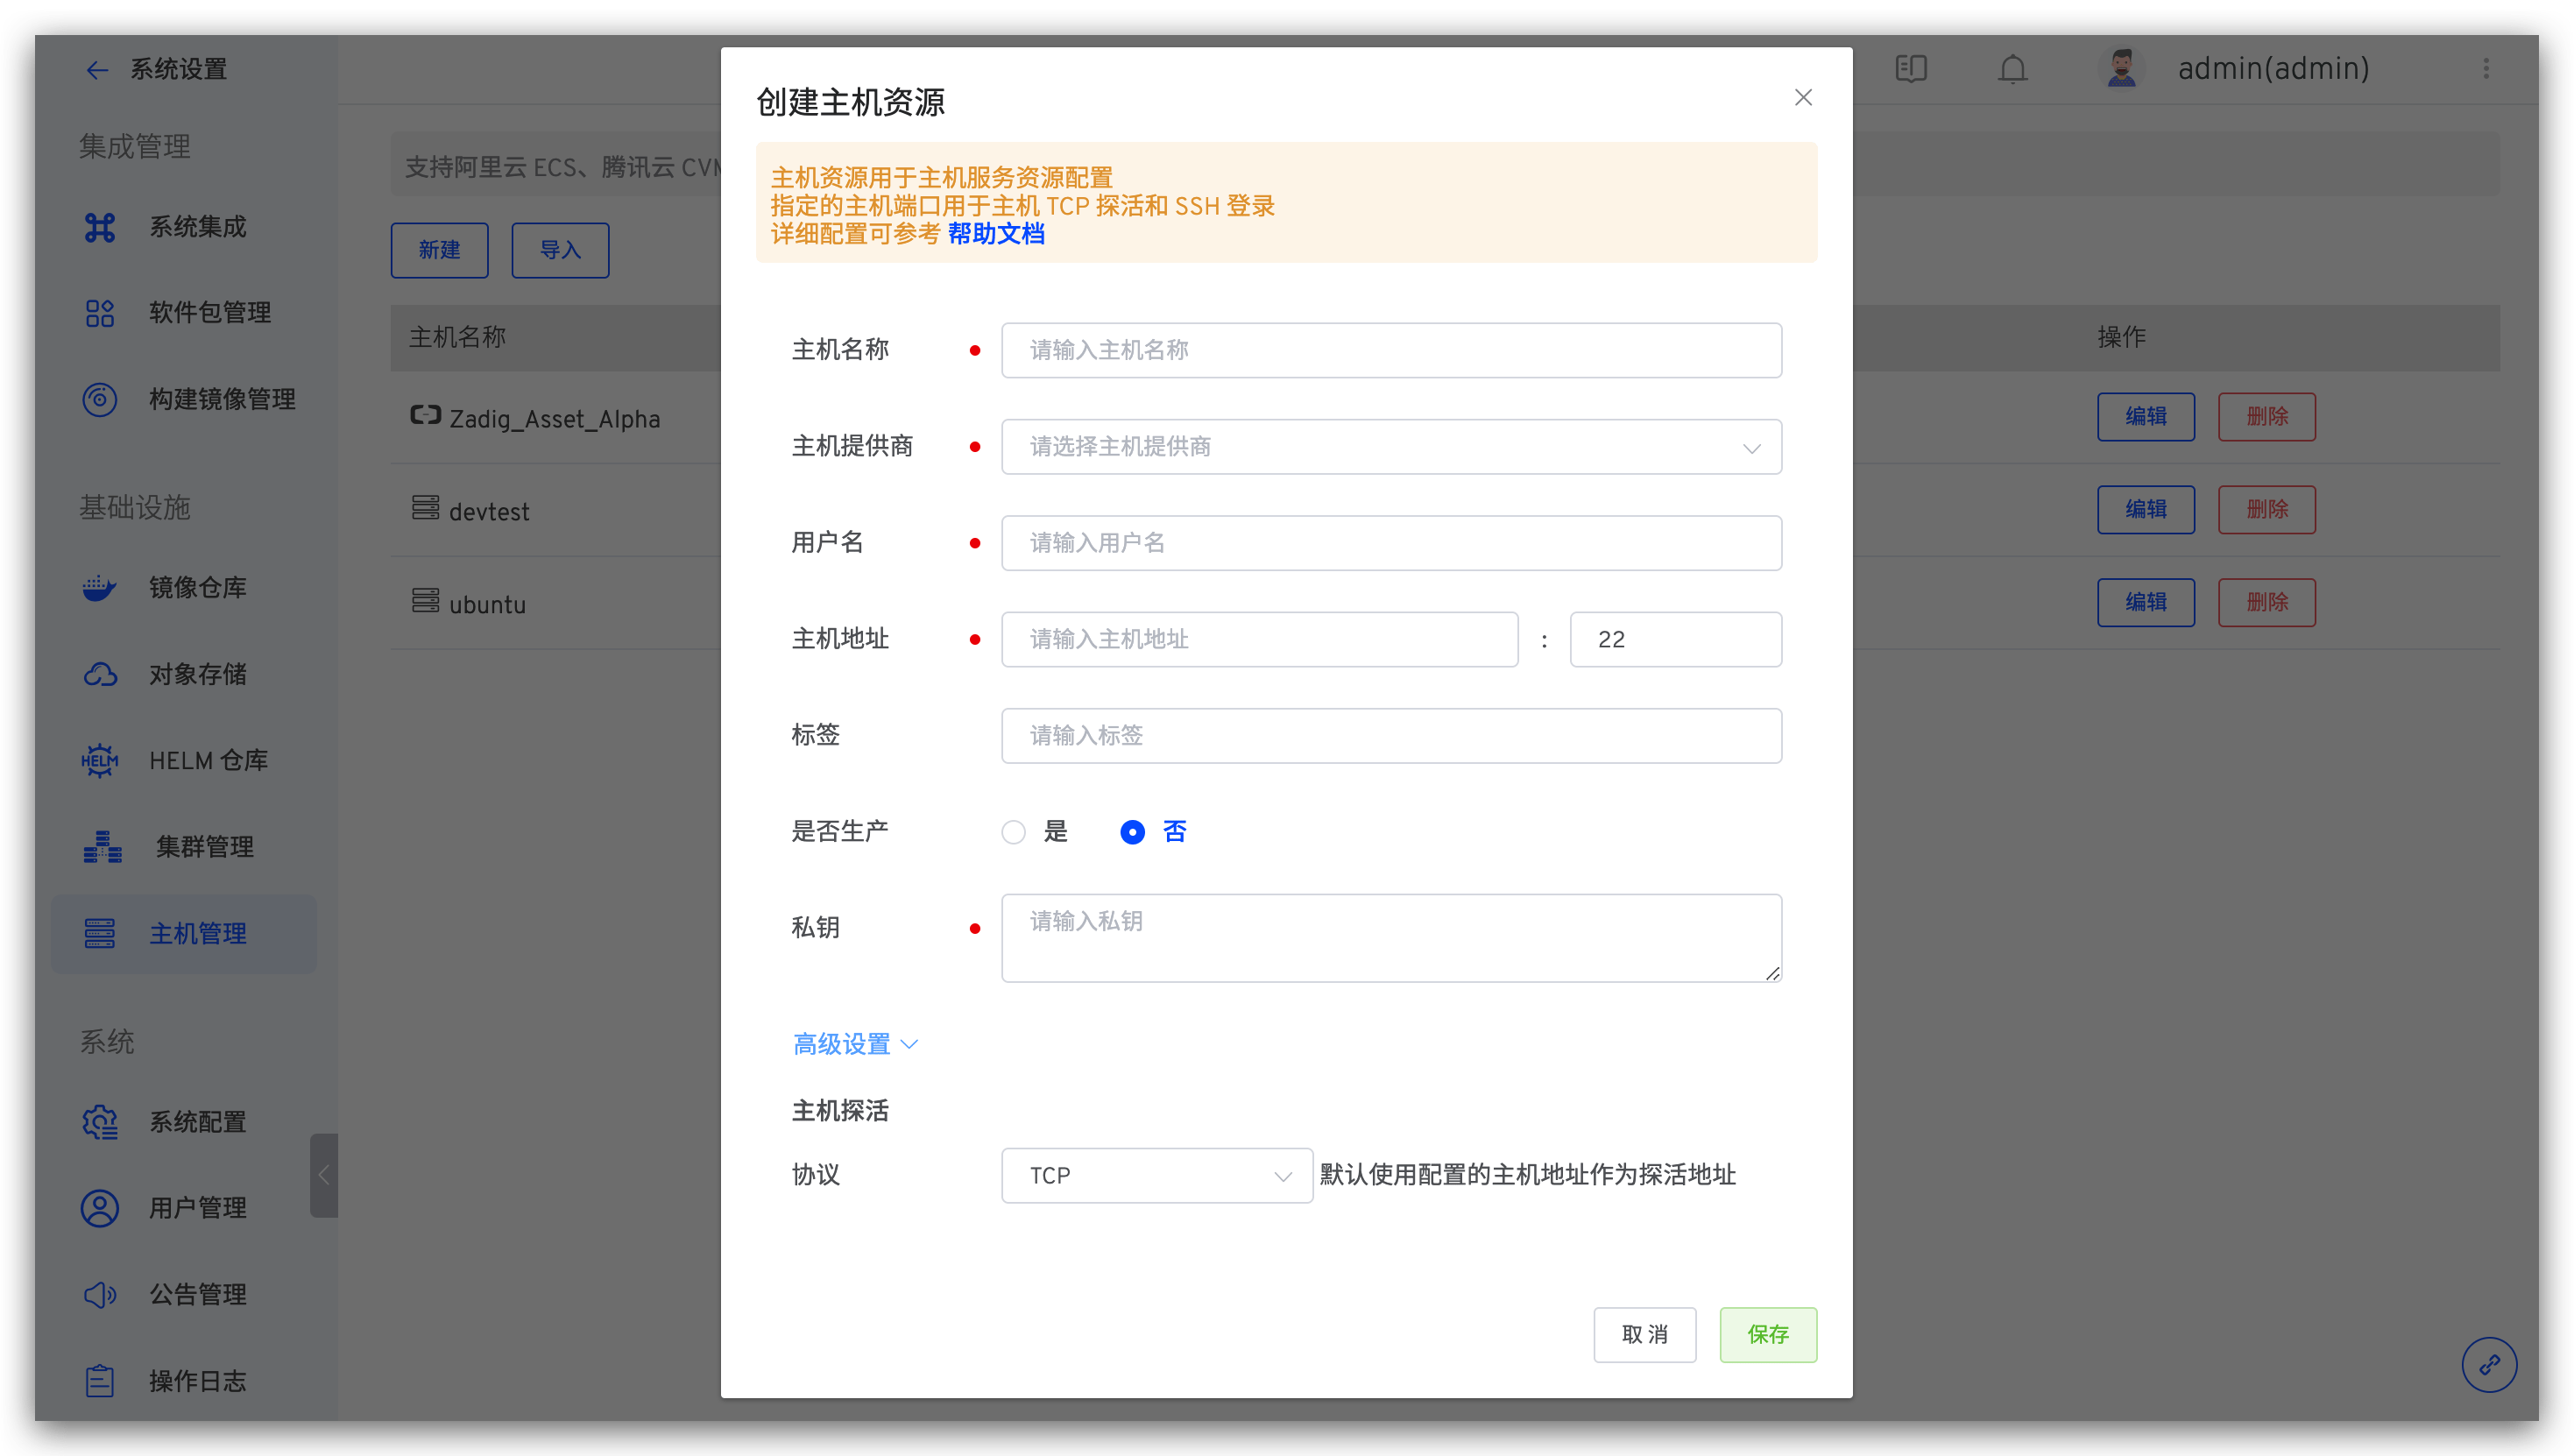 系统设置
集成管理
系统集成
软件包管理
构建镜像管理
基础设施
镜像仓库
对象存储
HELM
HELM 仓库
集群管理
主机管理
系统
系统配置
用户管理
公告管理
操作日志
admin(admin)
支持阿里云 ECS、腾讯云 CVM
新建
导入
主机名称
操作
Zadig_Asset_Alpha
编辑
删除
devtest
编辑
删除
ubuntu
编辑
删除
创建主机资源
主机资源用于主机服务资源配置
指定的主机端口用于主机 TCP 探活和 SSH 登录
详细配置可参考 帮助文档
主机名称
请输入主机名称
主机提供商
请选择主机提供商
用户名
请输入用户名
主机地址
请输入主机地址 : 22
标签
请输入标签
是否生产
是
否
私钥
请输入私钥
高级设置
主机探活
协议
TCP
默认使用配置的主机地址作为探活地址
取 消
保存